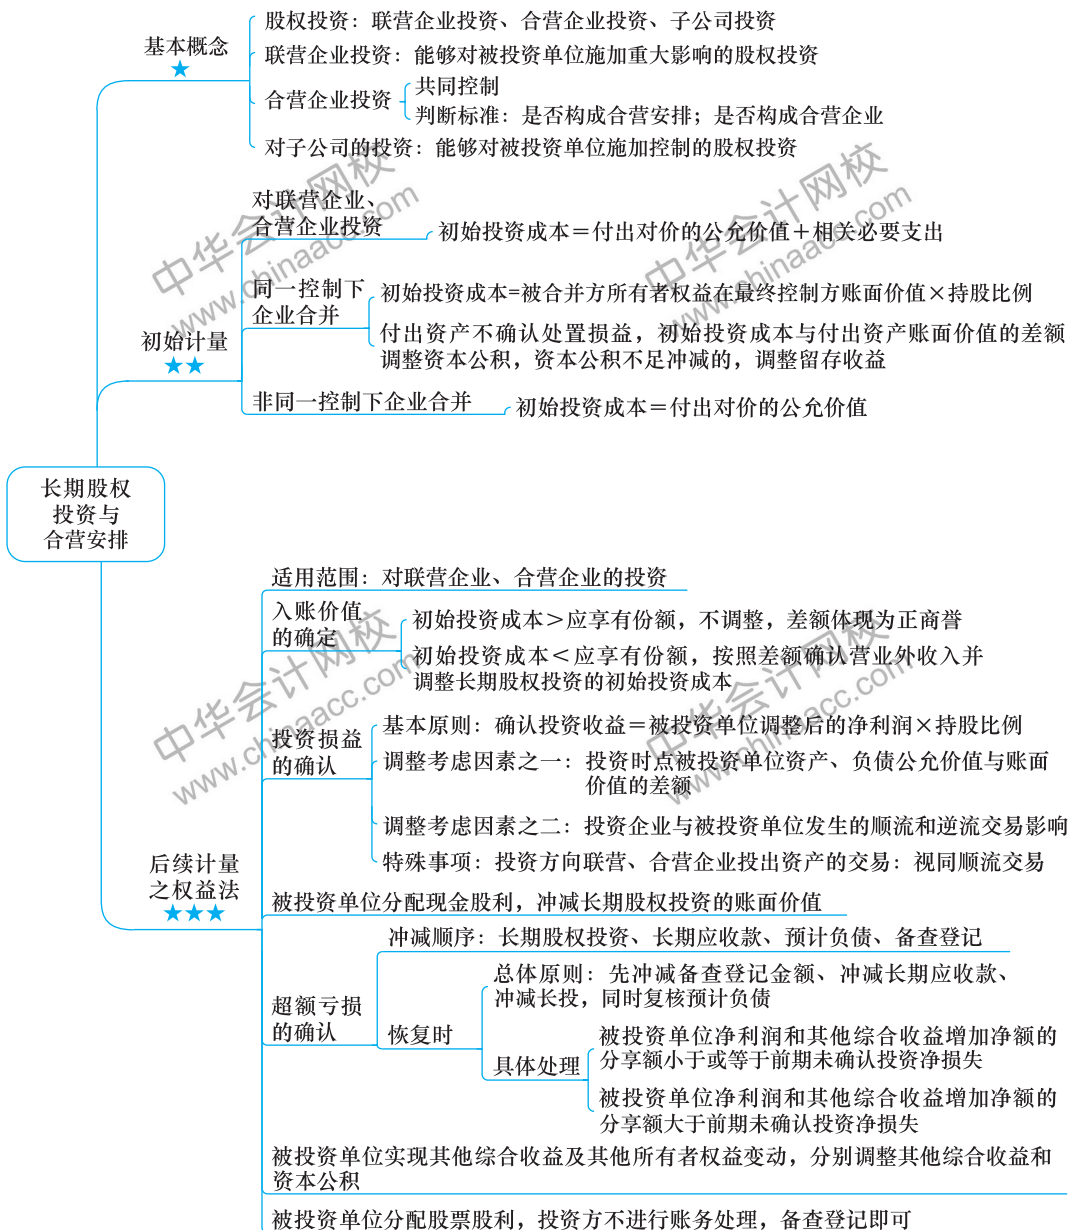 长期股权
投资与
合营安排
基本概念
★
股权投资：联营企业投资、合营企业投资、子公司投资
联营企业投资：能够对被投资单位施加重大影响的股权投资
合营企业投资
共同控制
判断标准：是否构成合营安排；是否构成合营企业
对子公司的投资：能够对被投资单位施加控制的股权投资
初始计量
★★
对联营企业、
合营企业投资
初始投资成本＝付出对价的公允价值＋相关必要支出
同一控制下
企业合并
初始投资成本=被合并方所有者权益在最终控制方账面价值×持股比例
付出资产不确认处置损益，初始投资成本与付出资产账面价值的差额
调整资本公积，资本公积不足冲减的，调整留存收益
非同一控制下企业合并
初始投资成本＝付出对价的公允价值
后续计量
之权益法
★★★
适用范围：对联营企业、合营企业的投资
入账价值
的确定
初始投资成本＞应享有份额，不调整，差额体现为正商誉
初始投资成本＜应享有份额，按照差额确认营业外收入并
调整长期股权投资的初始投资成本
投资损益
的确认
基本原则：确认投资收益＝被投资单位调整后的净利润×持股比例
调整考虑因素之一：投资时点被投资单位资产、负债公允价值与账面
价值的差额
调整考虑因素之二：投资企业与被投资单位发生的顺流和逆流交易影响
特殊事项：投资方向联营、合营企业投出资产的交易：视同顺流交易
被投资单位分配现金股利，冲减长期股权投资的账面价值
超额亏损
的确认
冲减顺序：长期股权投资、长期应收款、预计负债、备查登记
恢复时
总体原则：先冲减备查登记金额、冲减长期应收款、
冲减长投，同时复核预计负债
具体处理
被投资单位净利润和其他综合收益增加净额的
分享额小于或等于前期未确认投资净损失
被投资单位净利润和其他综合收益增加净额的
分享额大于前期未确认投资净损失
被投资单位实现其他综合收益及其他所有者权益变动，分别调整其他综合收益和
资本公积
被投资单位分配股票股利，投资方不进行账务处理，备查登记即可
中华会计网校
www.chinaacc.com
中华会计网校
www.chinaacc.com
中华会计网校
www.chinaacc.com
中华会计网校
www.chinaacc.com